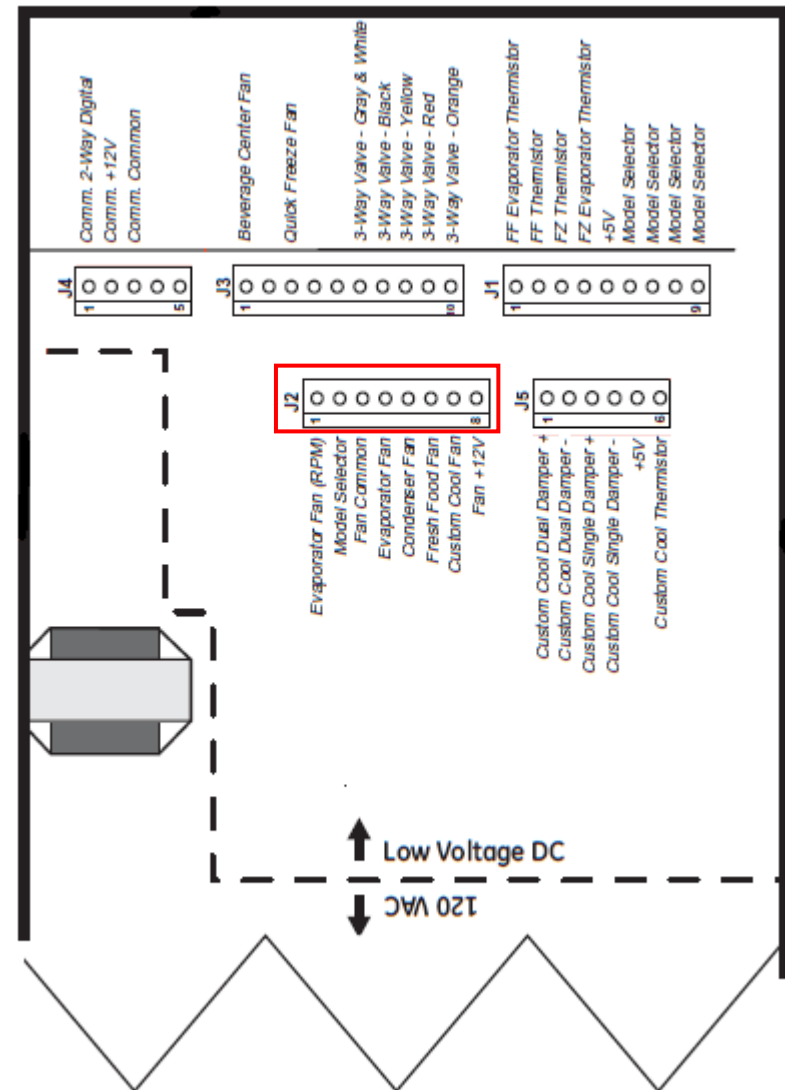 Comm. 2-Way Digital
Comm. +12V
Comm. Common
J4
1
5
Beverage Center Fan
Quick Freeze Fan
3-Way Valve - Gray & White
3-Way Valve - Black
3-Way Valve - Yellow
3-Way Valve - Red
3-Way Valve - Orange
J3
1
10
FF Evaporator Thermistor
FF Thermistor
FZ Thermistor
FZ Evaporator Thermistor
+5V
Model Selector
Model Selector
Model Selector
Model Selector
J1
1
9
J2
1
8
Evaporator Fan (RPM)
Model Selector
Fan Common
Evaporator Fan
Condenser Fan
Fresh Food Fan
Custom Cool Fan
Fan +12V
J5
1
6
Custom Cool Dual Damper +
Custom Cool Dual Damper -
Custom Cool Single Damper +
Custom Cool Single Damper -
+5V
Custom Cool Thermistor
Low Voltage DC
120 VAC